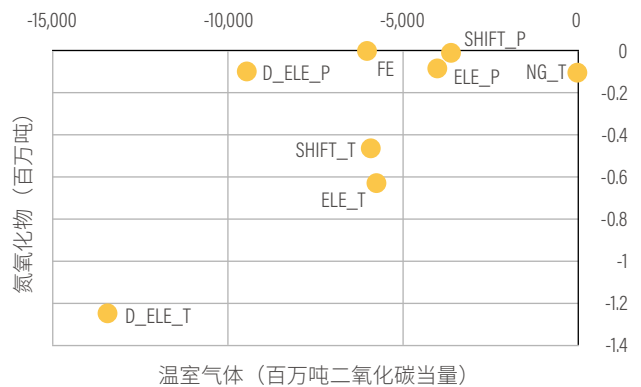 -15,000 -10,000 -5,000 0
0
SHIFT_P
D_ELE_P
FE
ELE_P
NG_T
-0.2
-0.4
SHIFT_T
-0.6
ELE_T
-0.8
-1
-1.2
D_ELE_T
-1.4
氮氧化物（百万吨）
温室气体（百万吨二氧化碳当量）